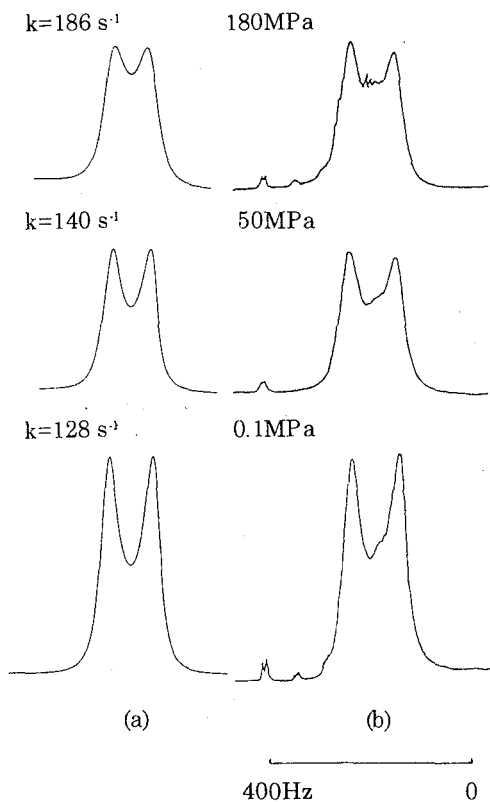 k=186 s⁻¹ 180MPa
k=140 s⁻¹ 50MPa
k=128 s⁻¹ 0.1MPa
(a) (b)
400Hz 0